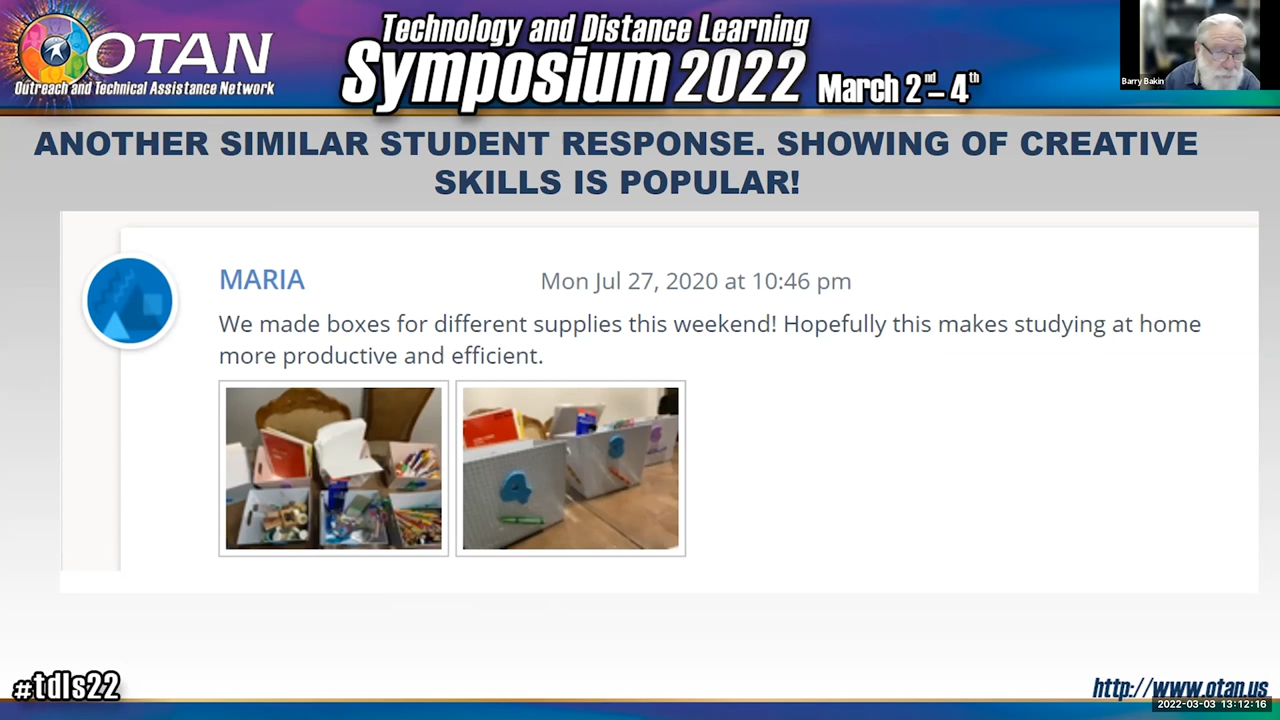 OTAN
Outreach and Technical Assistance Network
Technology and Distance Learning
Symposium 2022 March 2nd – 4th
Barry Bakin
ANOTHER SIMILAR STUDENT RESPONSE. SHOWING OF CREATIVE
SKILLS IS POPULAR!
MARIA Mon Jul 27, 2020 at 10:46 pm
We made boxes for different supplies this weekend! Hopefully this makes studying at home
more productive and efficient.
4
#tdls22
http://www.otan.us
2022-03-03 13:12:16